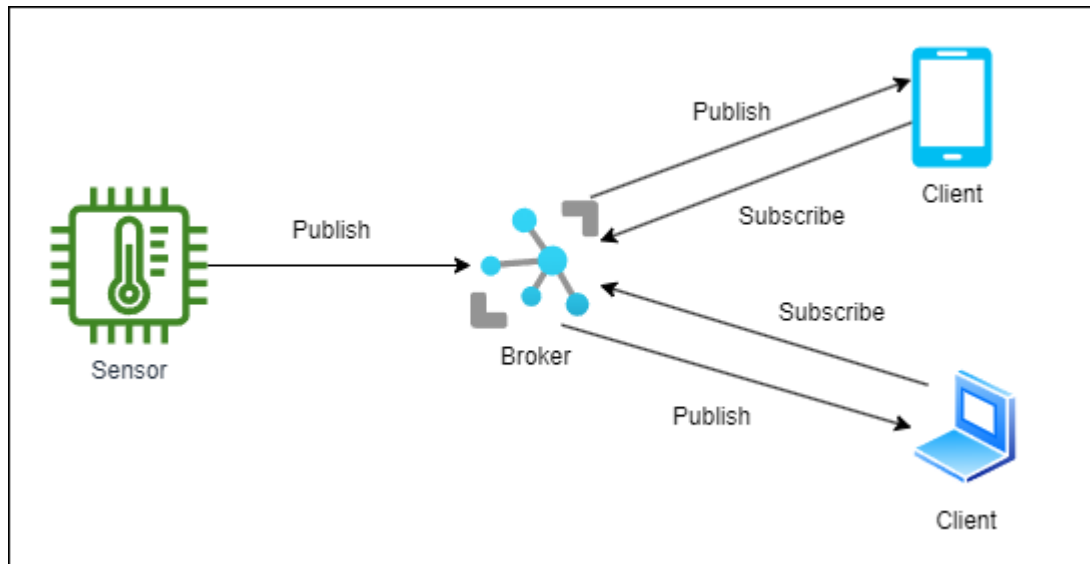 Publish
Client
Publish
Subscribe
Subscribe
Broker
Sensor
Publish
Client